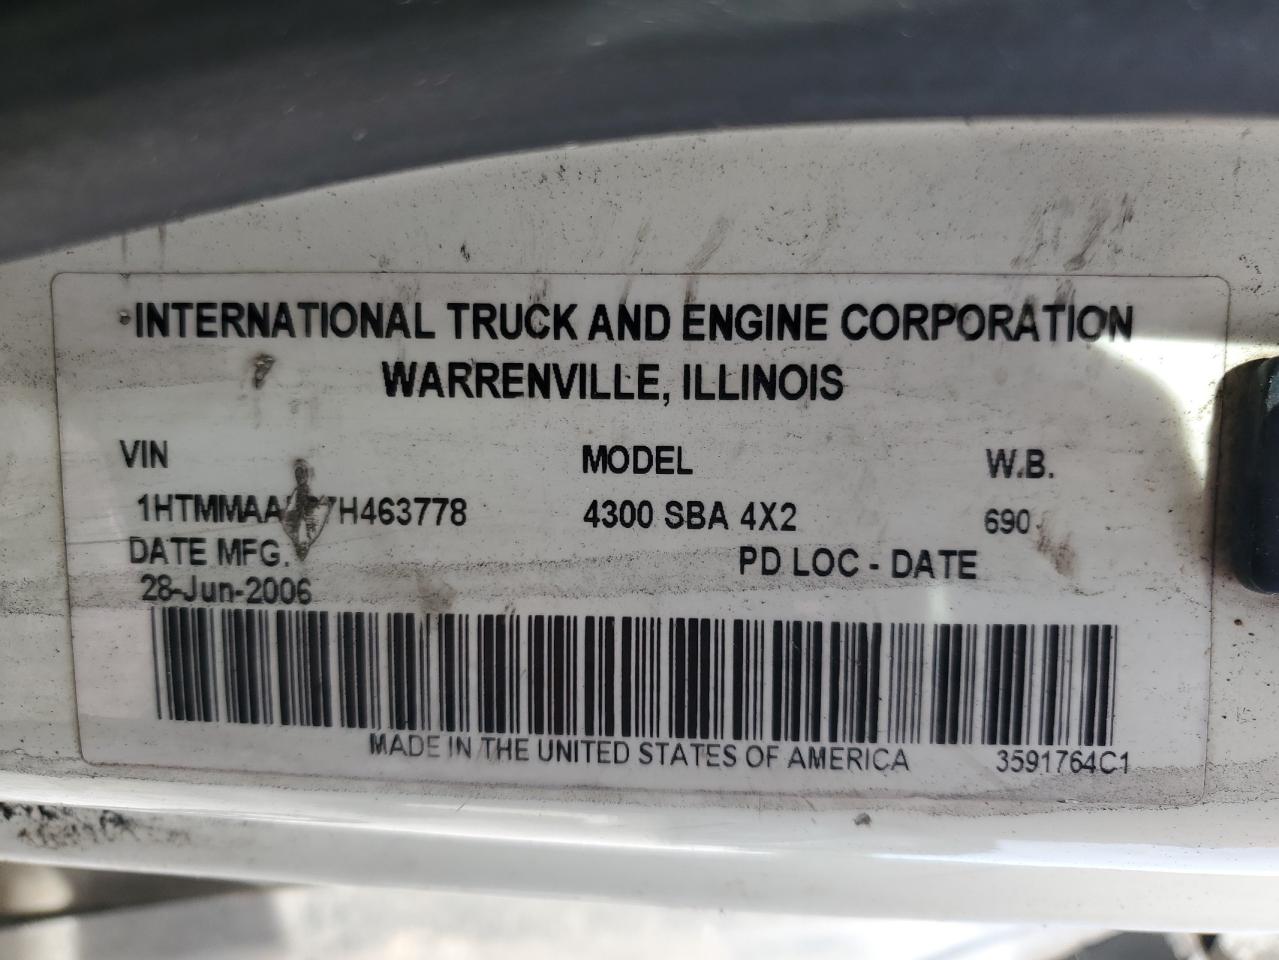 INTERNATIONAL TRUCK AND ENGINE CORPORATION
WARRENVILLE, ILLINOIS
VIN MODEL W.B.
4300 SBA 4X2 690
DATE MFG. PD LOC - DATE
28-Jun-2006
MADE IN THE UNITED STATES OF AMERICA 3591764C1